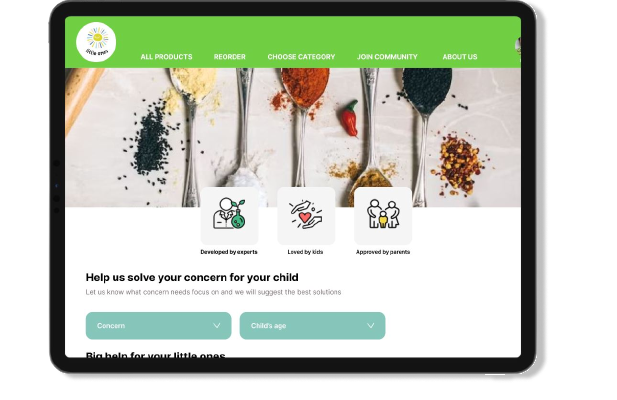 little ones
ALL PRODUCTS REORDER CHOOSE CATEGORY JOIN COMMUNITY ABOUT US
Developed by experts Loved by kids Approved by parents
Help us solve your concern for your child
Let us know what concern needs focus on and we will suggest the best solutions
Concern Child's age
Big help for your little ones